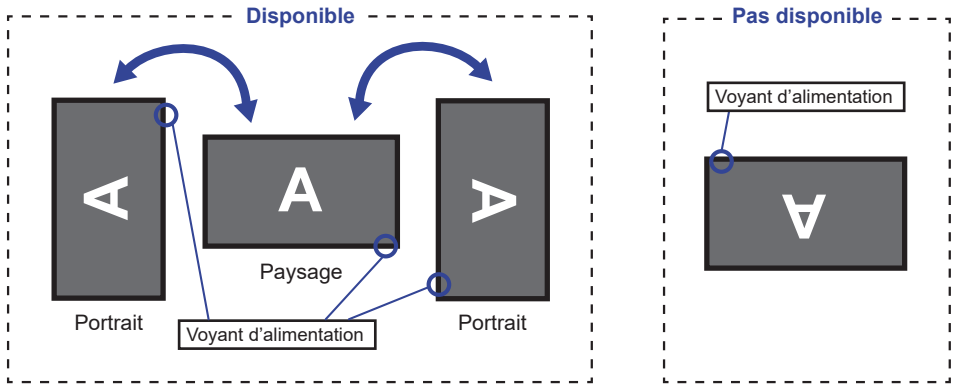 Disponible
A
A
A
Portrait
Paysage
Portrait
Voyant d’alimentation
Pas disponible
Voyant d’alimentation
A